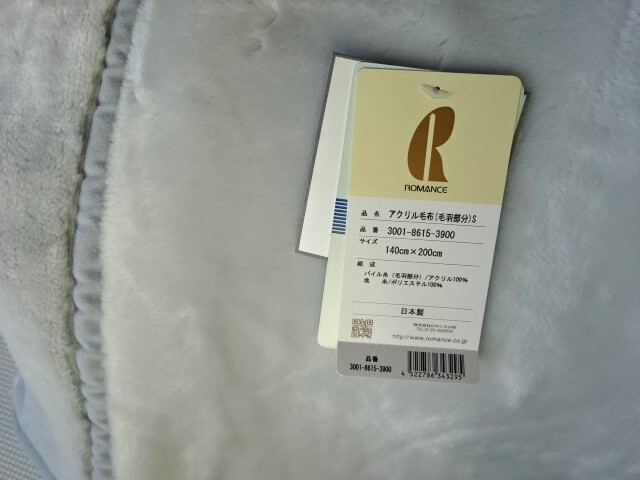 ROMANCE
品 名 アクリル毛布(毛羽部分)S
品 番 3001-8615-3900
サイズ
140cm×200cm
組 成
パイル糸(毛羽部分)/アクリル100%
地 糸/ポリエステル100%
日本製
http://www.romance.co.jp
品番
3001-8615-3900
4522786343295